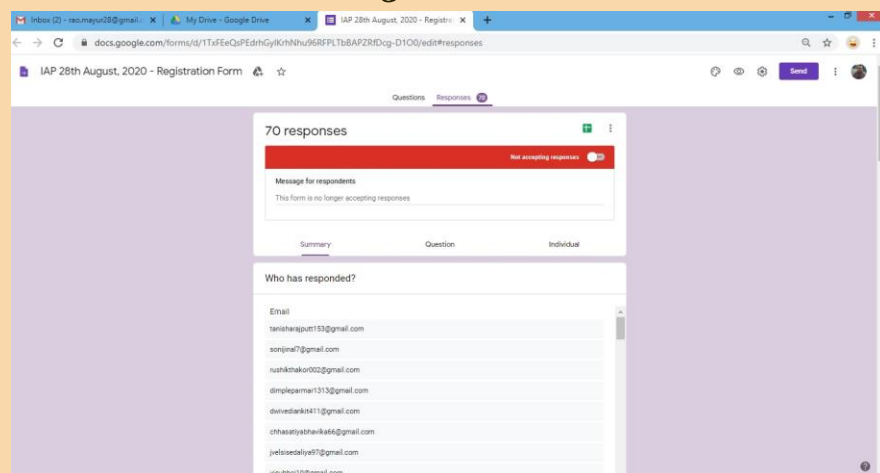 Inbox (2) - rao.mayur28@gmail.c
My Drive - Google Drive
IAP 28th August, 2020 - Registrat
docs.google.com/forms/d/
/edit#responses
IAP 28th August, 2020 - Registration Form
Send
Questions
Responses
70
70 responses
Not accepting responses
Message for respondents
This form is no longer accepting responses
Summary
Question
Individual
Who has responded?
Email
tanisharajputt153@gmail.com
sonijinal7@gmail.com
rushikthakor002@gmail.com
dimpleparmar1313@gmail.com
dwivediankit411@gmail.com
chhasatiyabhavika66@gmail.com
jvelsisedaliya97@gmail.com